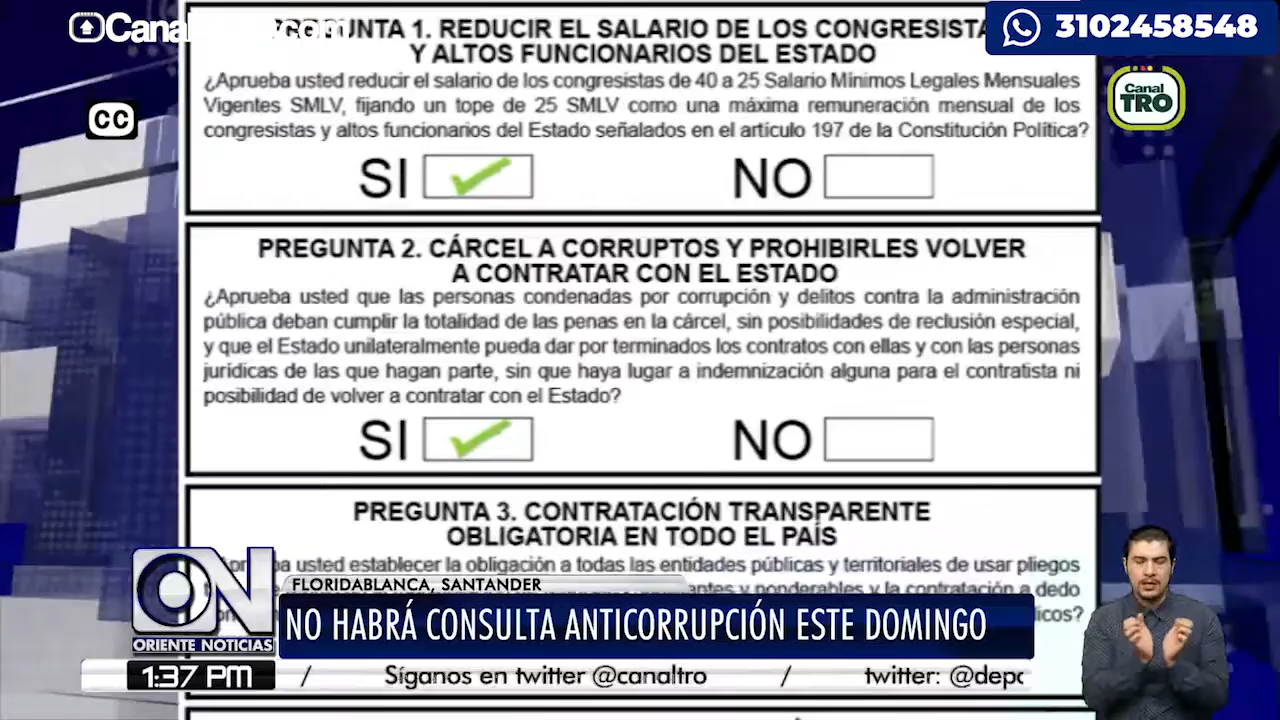 PREGUNTA 1. REDUCIR EL SALARIO DE LOS CONGRESISTA
3102458548
Y ALTOS FUNCIONARIOS DEL ESTADO
¿Aprueba usted reducir el salario de los congresistas de 40 a 25 Salario Mínimos Legales Mensuales
Vigentes SMLV, fijando un tope de 25 SMLV como una máxima remuneración mensual de los
congresistas y altos funcionarios del Estado señalados en el artículo 197 de la Constitución Política?
Canal
TRO
CC
SI NO
PREGUNTA 2. CÁRCEL A CORRUPTOS Y PROHIBIRLES VOLVER
A CONTRATAR CON EL ESTADO
¿Aprueba usted que las personas condenadas por corrupción y delitos contra la administración
pública deban cumplir la totalidad de las penas en la cárcel, sin posibilidades de reclusión especial,
y que el Estado unilateralmente pueda dar por terminados los contratos con ellas y con las personas
jurídicas de las que hagan parte, sin que haya lugar a indemnización alguna para el contratista ni
posibilidad de volver a contratar con el Estado?
SI NO
PREGUNTA 3. CONTRATACIÓN TRANSPARENTE
OBLIGATORIA EN TODO EL PAÍS
usted establecer la obligación a todas las entidades públicas y territoriales de usar pliegos
y ponderables y la contratación a dedo
ON
ORIENTE NOTICIAS
FLORIDABLANCA, SANTANDER
NO HABRÁ CONSULTA ANTICORRUPCIÓN ESTE DOMINGO
1:37 PM / Síganos en twitter @canaltro / twitter: @depo